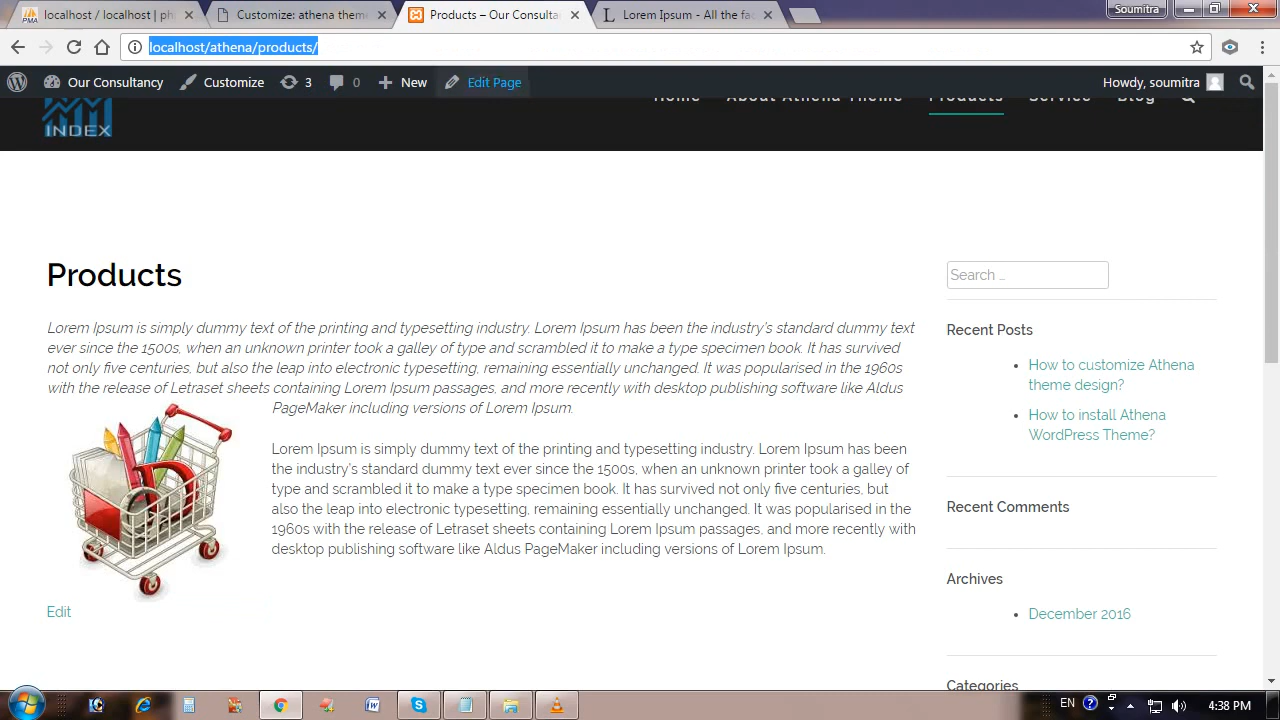 localhost / localhost | ph
Customize: athena theme
Products – Our Consulta
Lorem Ipsum - All the fac
Soumitra
localhost/athena/products/
Our Consultancy
Customize
3
0
New
Edit Page
Howdy, soumitra
INDEX
Home
About Athena Theme
Products
Service
Blog
Products
Lorem Ipsum is simply dummy text of the printing and typesetting industry. Lorem Ipsum has been the industry's standard dummy text
ever since the 1500s, when an unknown printer took a galley of type and scrambled it to make a type specimen book. It has survived
not only five centuries, but also the leap into electronic typesetting, remaining essentially unchanged. It was popularised in the 1960s
with the release of Letraset sheets containing Lorem Ipsum passages, and more recently with desktop publishing software like Aldus
PageMaker including versions of Lorem Ipsum.
Lorem Ipsum is simply dummy text of the printing and typesetting industry. Lorem Ipsum has been
the industry's standard dummy text ever since the 1500s, when an unknown printer took a galley of
type and scrambled it to make a type specimen book. It has survived not only five centuries, but
also the leap into electronic typesetting, remaining essentially unchanged. It was popularised in the
1960s with the release of Letraset sheets containing Lorem Ipsum passages, and more recently with
desktop publishing software like Aldus PageMaker including versions of Lorem Ipsum.
Edit
Search ...
Recent Posts
How to customize Athena
theme design?
How to install Athena
WordPress Theme?
Recent Comments
Archives
December 2016
Categories
EN
4:38 PM